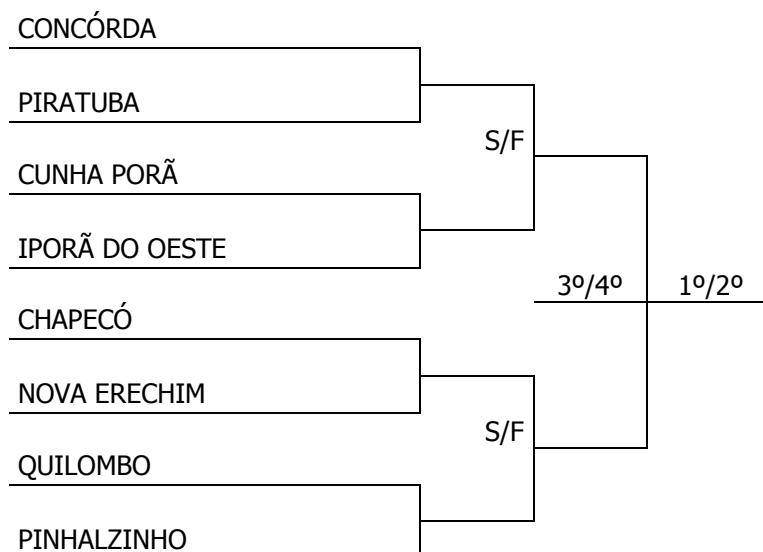 CONCÓRDA
PIRATUBA
S/F
CUNHA PORÃ
IPORÃ DO OESTE
3º/4º 1º/2º
CHAPECÓ
NOVA ERECHIM
S/F
QUILOMBO
PINHALZINHO